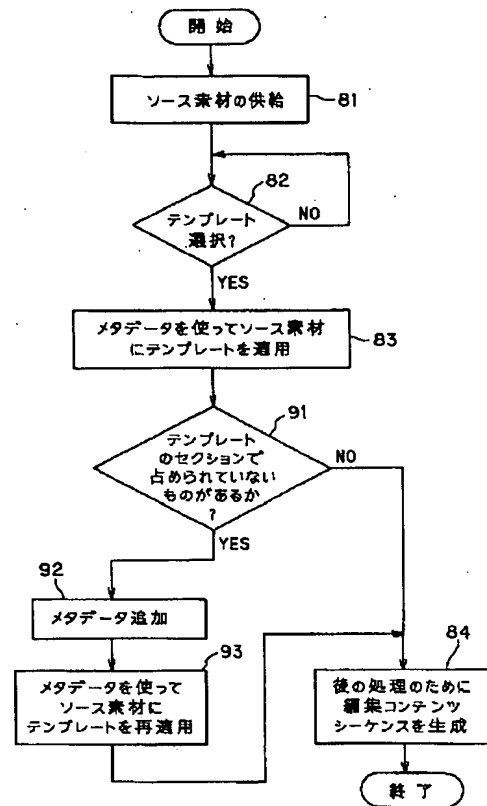 開始
ソース素材の供給
81
82
テンプレート
選択?
NO
YES
メタデータを使ってソース素材
にテンプレートを適用
83
91
テンプレート
のセクションで
占められていない
ものがあるか
?
NO
YES
92
メタデータ追加
93
メタデータを使って
ソース素材に
テンプレートを再適用
84
後の処理のために
編集コンテンツ
シーケンスを生成
終了